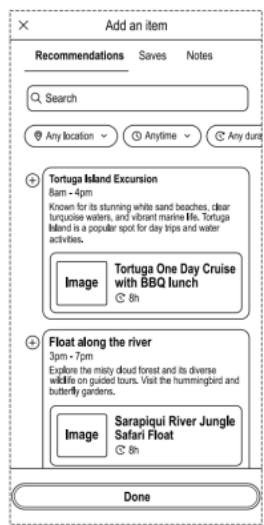 Add an item
Recommendations Saves Notes
Search
Any location Anytime Any dura
Tortuga Island Excursion
8am - 4pm
Known for its stunning white sand beaches, clear
turquoise waters, and vibrant marine life. Tortuga
Island is a popular spot for day trips and water
activities.
Image
Tortuga One Day Cruise
with BBQ lunch
8h
Float along the river
3pm - 7pm
Explore the misty cloud forest and its diverse
wildlife on guided tours. Visit the hummingbird and
butterfly gardens.
Image
Sarapiqui River Jungle
Safari Float
8h
Done